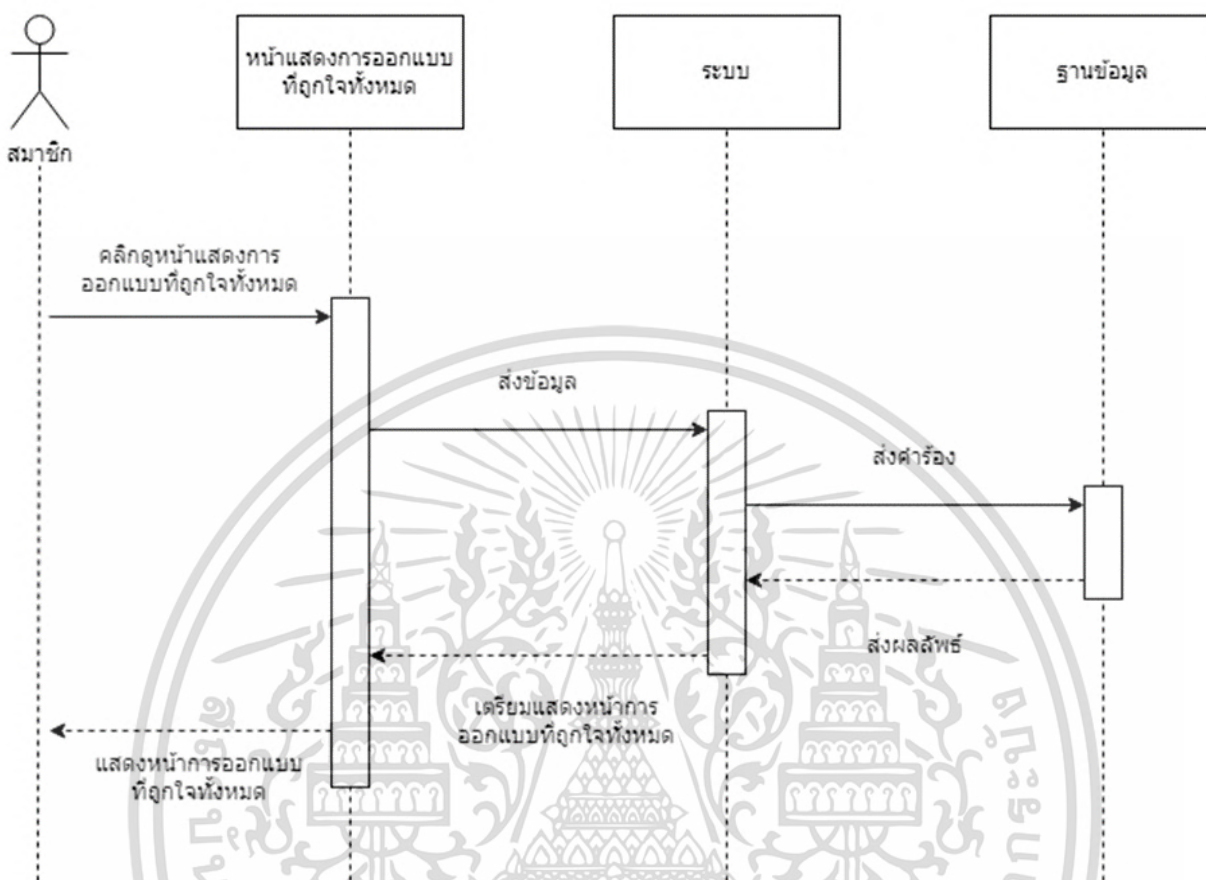 หน้าแสดงการออกแบบ
ที่ถูกใจทั้งหมด
ระบบ
ฐานข้อมูล
สมาชิก
คลิกดูหน้าแสดงการ
ออกแบบที่ถูกใจทั้งหมด
ส่งข้อมูล
ส่งคำร้อง
ส่งผลลัพธ์
เตรียมแสดงหน้าการ
ออกแบบที่ถูกใจทั้งหมด
แสดงหน้าการออกแบบ
ที่ถูกใจทั้งหมด